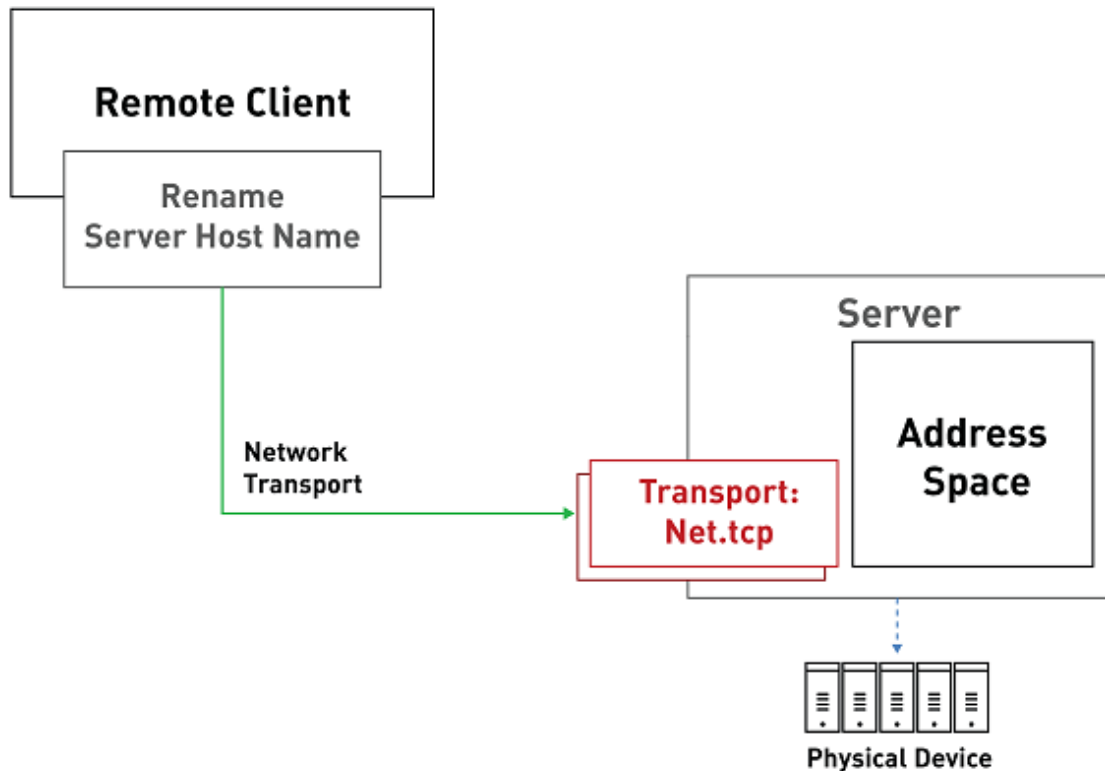 Remote Client
Rename
Server Host Name
Network
Transport
Server
Address
Space
Transport:
Net.tcp
Physical Device